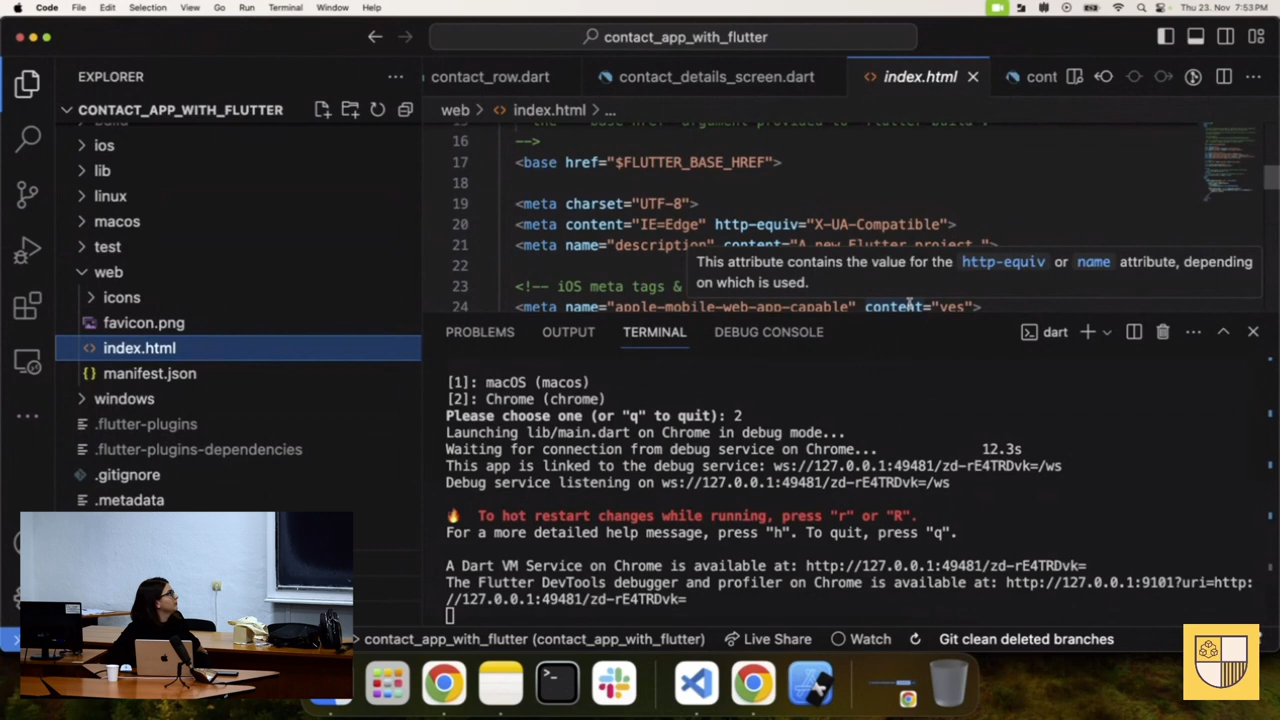 Code File Edit Selection View Go Run Terminal Window Help Thu 23. Nov 7:53 PM
contact_app_with_flutter
EXPLORER
contact_row.dart contact_details_screen.dart index.html cont
CONTACT_APP_WITH_FLUTTER
web > index.html > ...
ios
lib
linux
macos
test
web
icons
favicon.png
index.html
manifest.json
windows
.flutter-plugins
.flutter-plugins-dependencies
.gitignore
.metadata
16 -->
17 <base href="$FLUTTER_BASE_HREF">
18
19 <meta charset="UTF-8">
20 <meta content="IE=Edge" http-equiv="X-UA-Compatible">
21 <meta name="description" content="A new Flutter project.">
22
This attribute contains the value for the http-equiv or name attribute, depending
on which is used.
23 <!-- iOS meta tags &
24 <meta name="apple-mobile-web-app-capable" content="yes">
PROBLEMS OUTPUT TERMINAL DEBUG CONSOLE dart
[1]: macOS (macos)
[2]: Chrome (chrome)
Please choose one (or "q" to quit): 2
Launching lib/main.dart on Chrome in debug mode...
Waiting for connection from debug service on Chrome... 12.3s
This app is linked to the debug service: ws://127.0.0.1:49481/zd-rE4TRDvk=/ws
Debug service listening on ws://127.0.0.1:49481/zd-rE4TRDvk=/ws
To hot restart changes while running, press "r" or "R".
For a more detailed help message, press "h". To quit, press "q".
A Dart VM Service on Chrome is available at: http://127.0.0.1:49481/zd-rE4TRDvk=
The Flutter DevTools debugger and profiler on Chrome is available at: http://127.0.0.1:9101?uri=http:
//127.0.0.1:49481/zd-rE4TRDvk=
contact_app_with_flutter (contact_app_with_flutter) Live Share Watch Git clean deleted branches